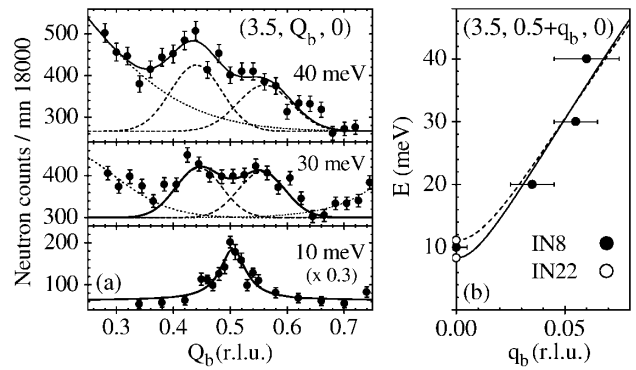 (3.5, Q_b, 0)
500
400
300
40 meV
400
300
30 meV
200
100
10 meV
(x 0.3)
(a)
Neutron counts / mn 18000
0.3 0.4 0.5 0.6 0.7
Q_b (r.l.u.)
(3.5, 0.5+q_b, 0)
40
30
20
10
E (meV)
IN8
IN22
(b)
0.00 0.05
q_b (r.l.u.)